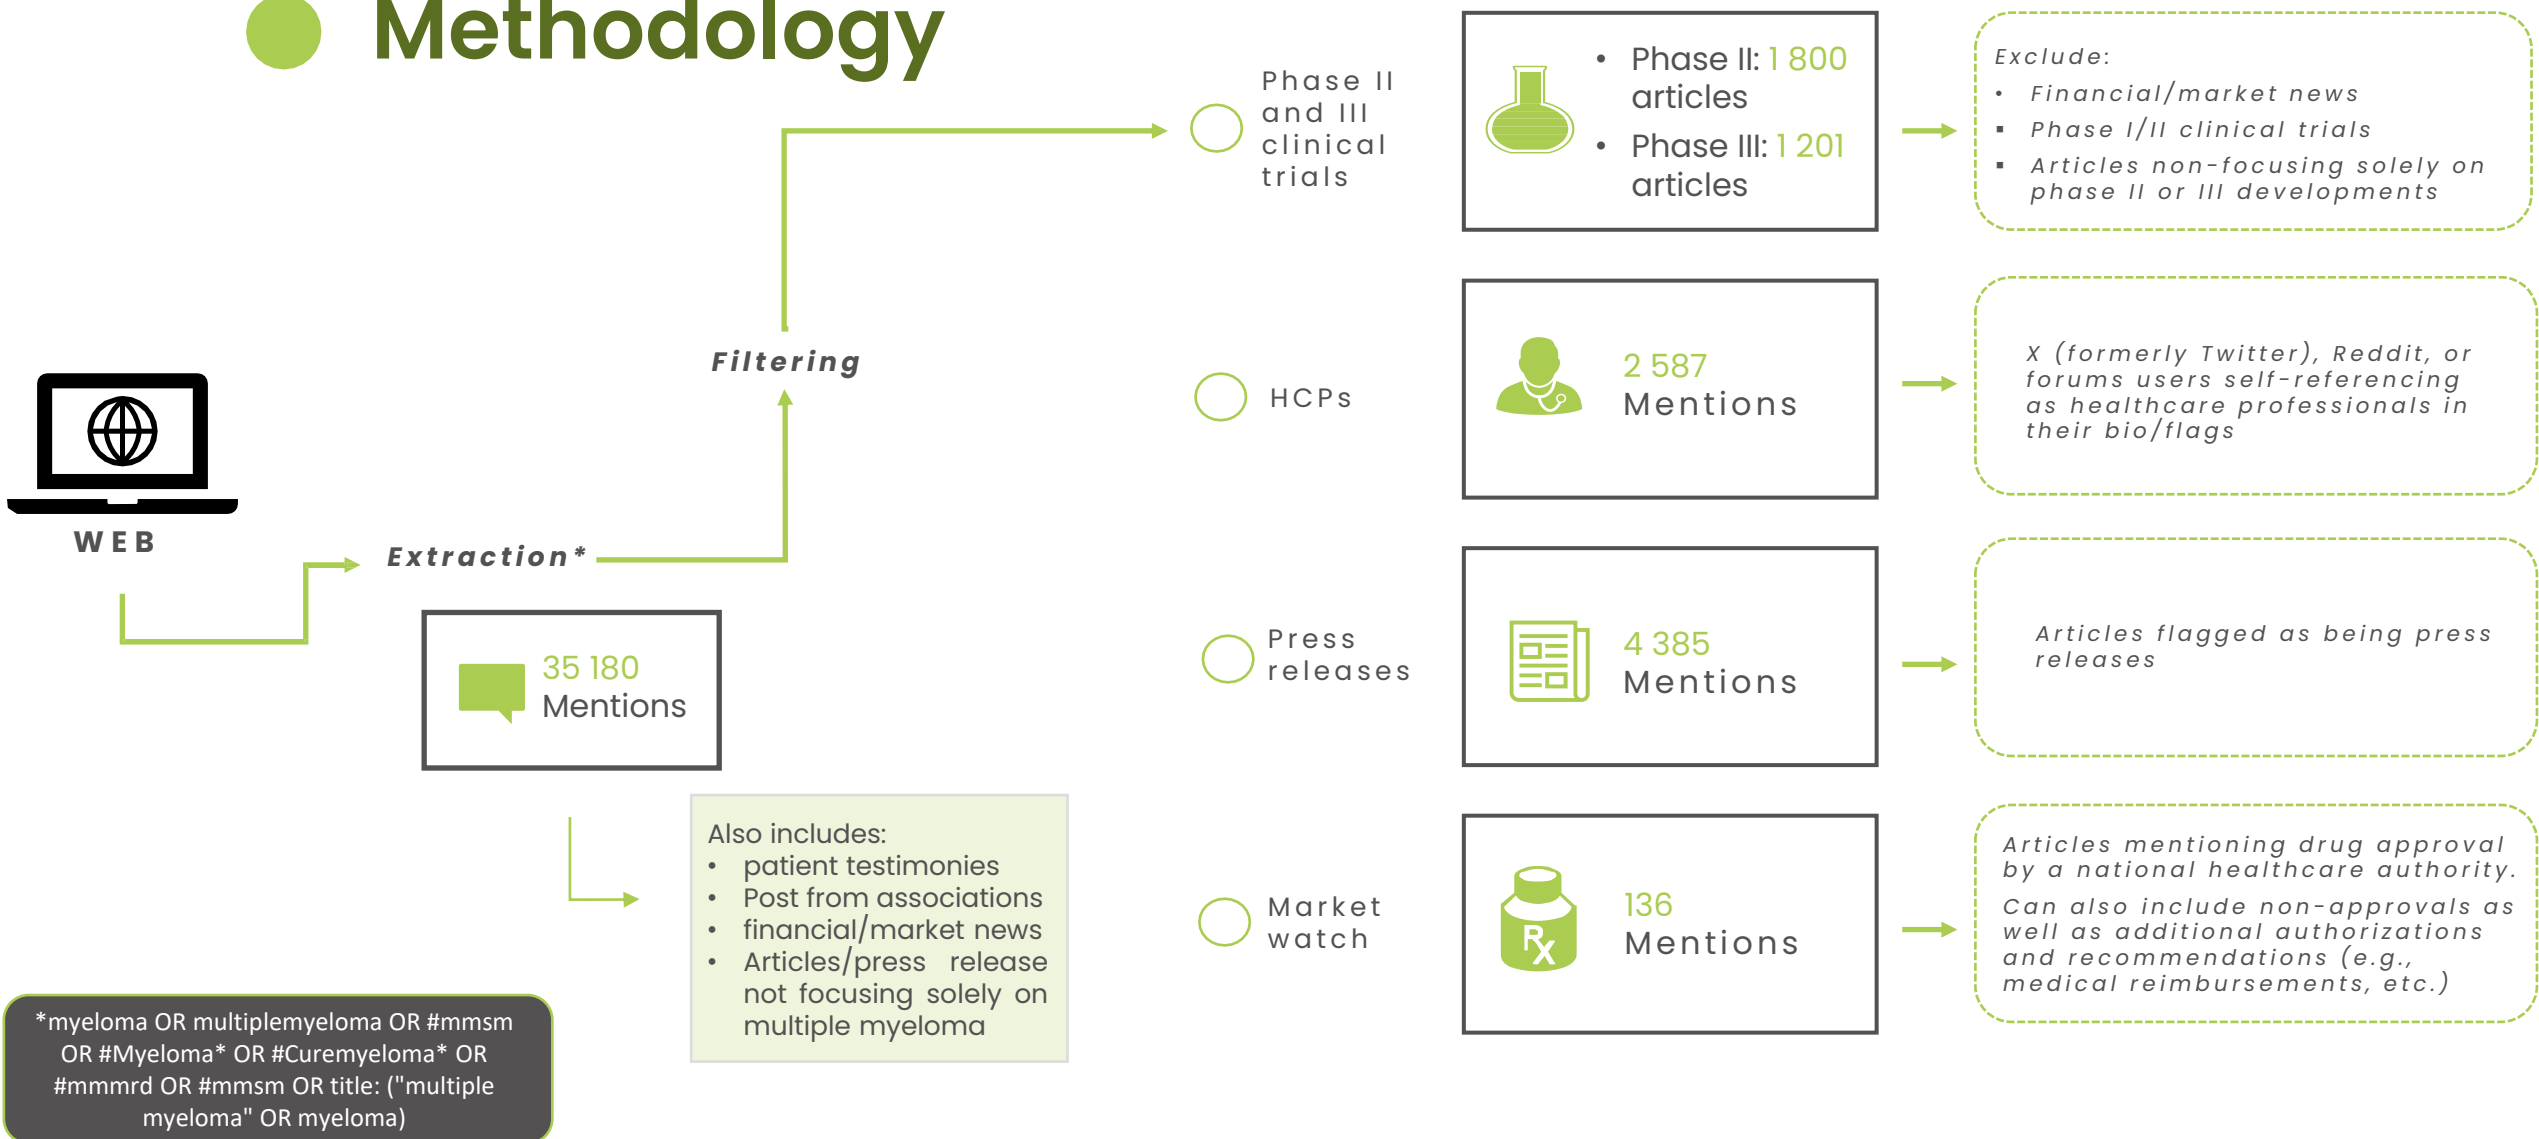 Methodology
WEB
Extraction*
35 180
Mentions
Also includes:
• patient testimonies
• Post from associations
• financial/market news
• Articles/press release
not focusing solely on
multiple myeloma
*myeloma OR multiplemyeloma OR #mmsm
OR #Myeloma* OR #Curemyeloma* OR
#mmmrd OR #mmsm OR title: ("multiple
myeloma" OR myeloma)
Filtering
Phase II
and III
clinical
trials
• Phase II: 1 800
articles
• Phase III: 1 201
articles
Exclude:
• Financial/market news
▪ Phase I/II clinical trials
▪ Articles non-focusing solely on
phase II or III developments
HCPs
2 587
Mentions
X (formerly Twitter), Reddit, or
forums users self-referencing
as healthcare professionals in
their bio/flags
Press
releases
4 385
Mentions
Articles flagged as being press
releases
Market
watch
Rx
136
Mentions
Articles mentioning drug approval
by a national healthcare authority.
Can also include non-approvals as
well as additional authorizations
and recommendations (e.g.,
medical reimbursements, etc.)